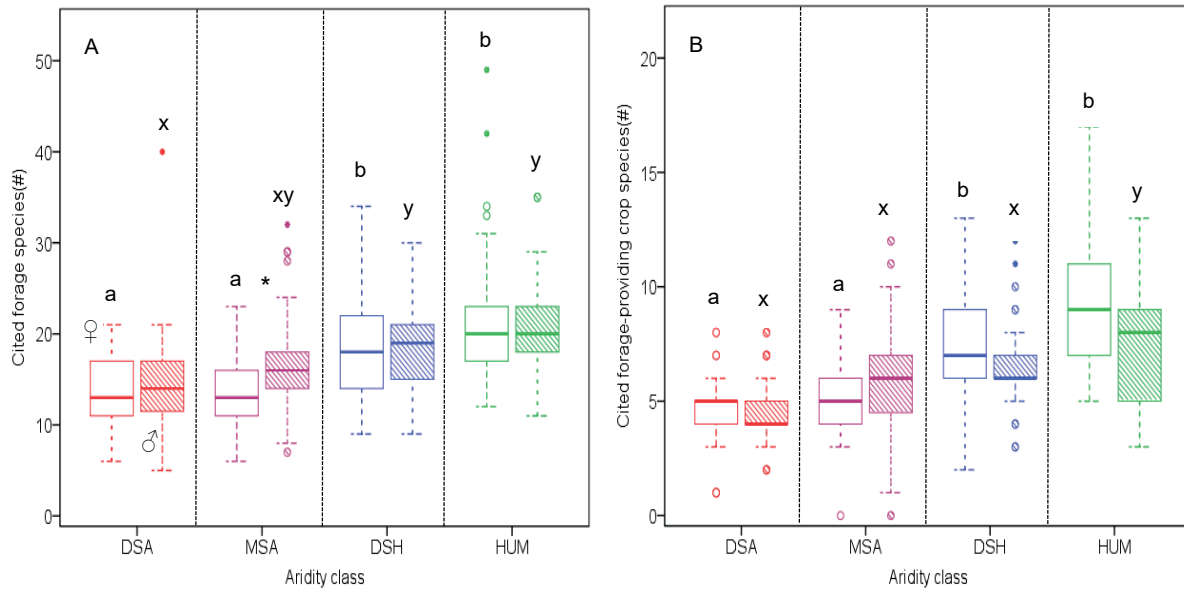 A
B
Cited forage species(#)
50
40
30
20
10
0
♀
♂
a
x
a
*
xy
b
y
b
y
DSA
MSA
DSH
HUM
Aridity class
Cited forage-providing crop species(#)
20
15
10
5
0
a
x
a
x
b
x
b
y
DSA
MSA
DSH
HUM
Aridity class